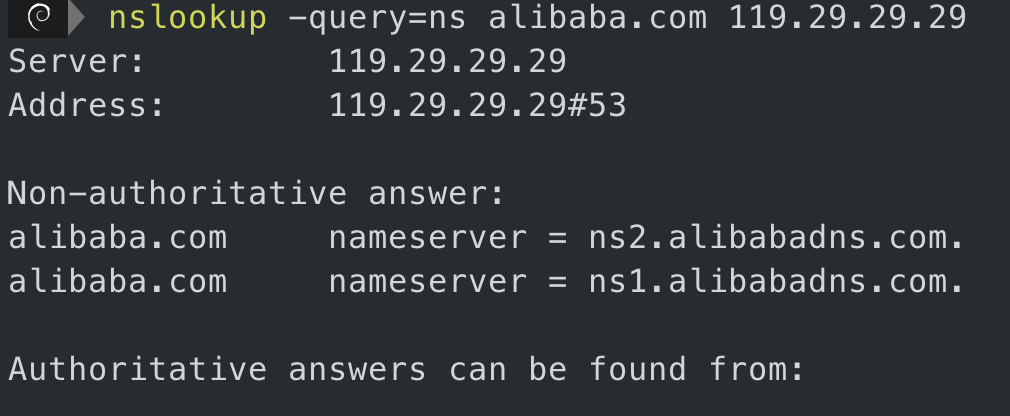 nslookup -query=ns alibaba.com 119.29.29.29
Server: 119.29.29.29
Address: 119.29.29.29#53
Non-authoritative answer:
alibaba.com nameserver = ns2.alibabadns.com.
alibaba.com nameserver = ns1.alibabadns.com.
Authoritative answers can be found from: